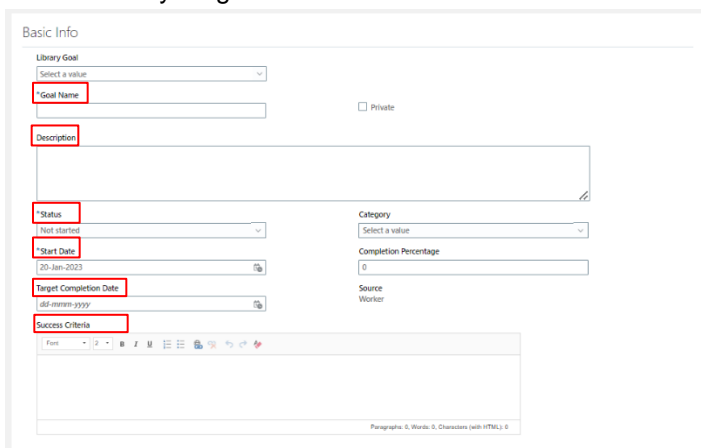 Basic Info
Library Goal
Select a value
*Goal Name
Private
Description
*Status
Category
Not started
Select a value
*Start Date
Completion Percentage
20-Jan-2023
0
Target Completion Date
Source
dd-mmm-yyyy
Worker
Success Criteria
Font 2 B I U
Paragraphs: 0, Words: 0, Characters (with HTML): 0